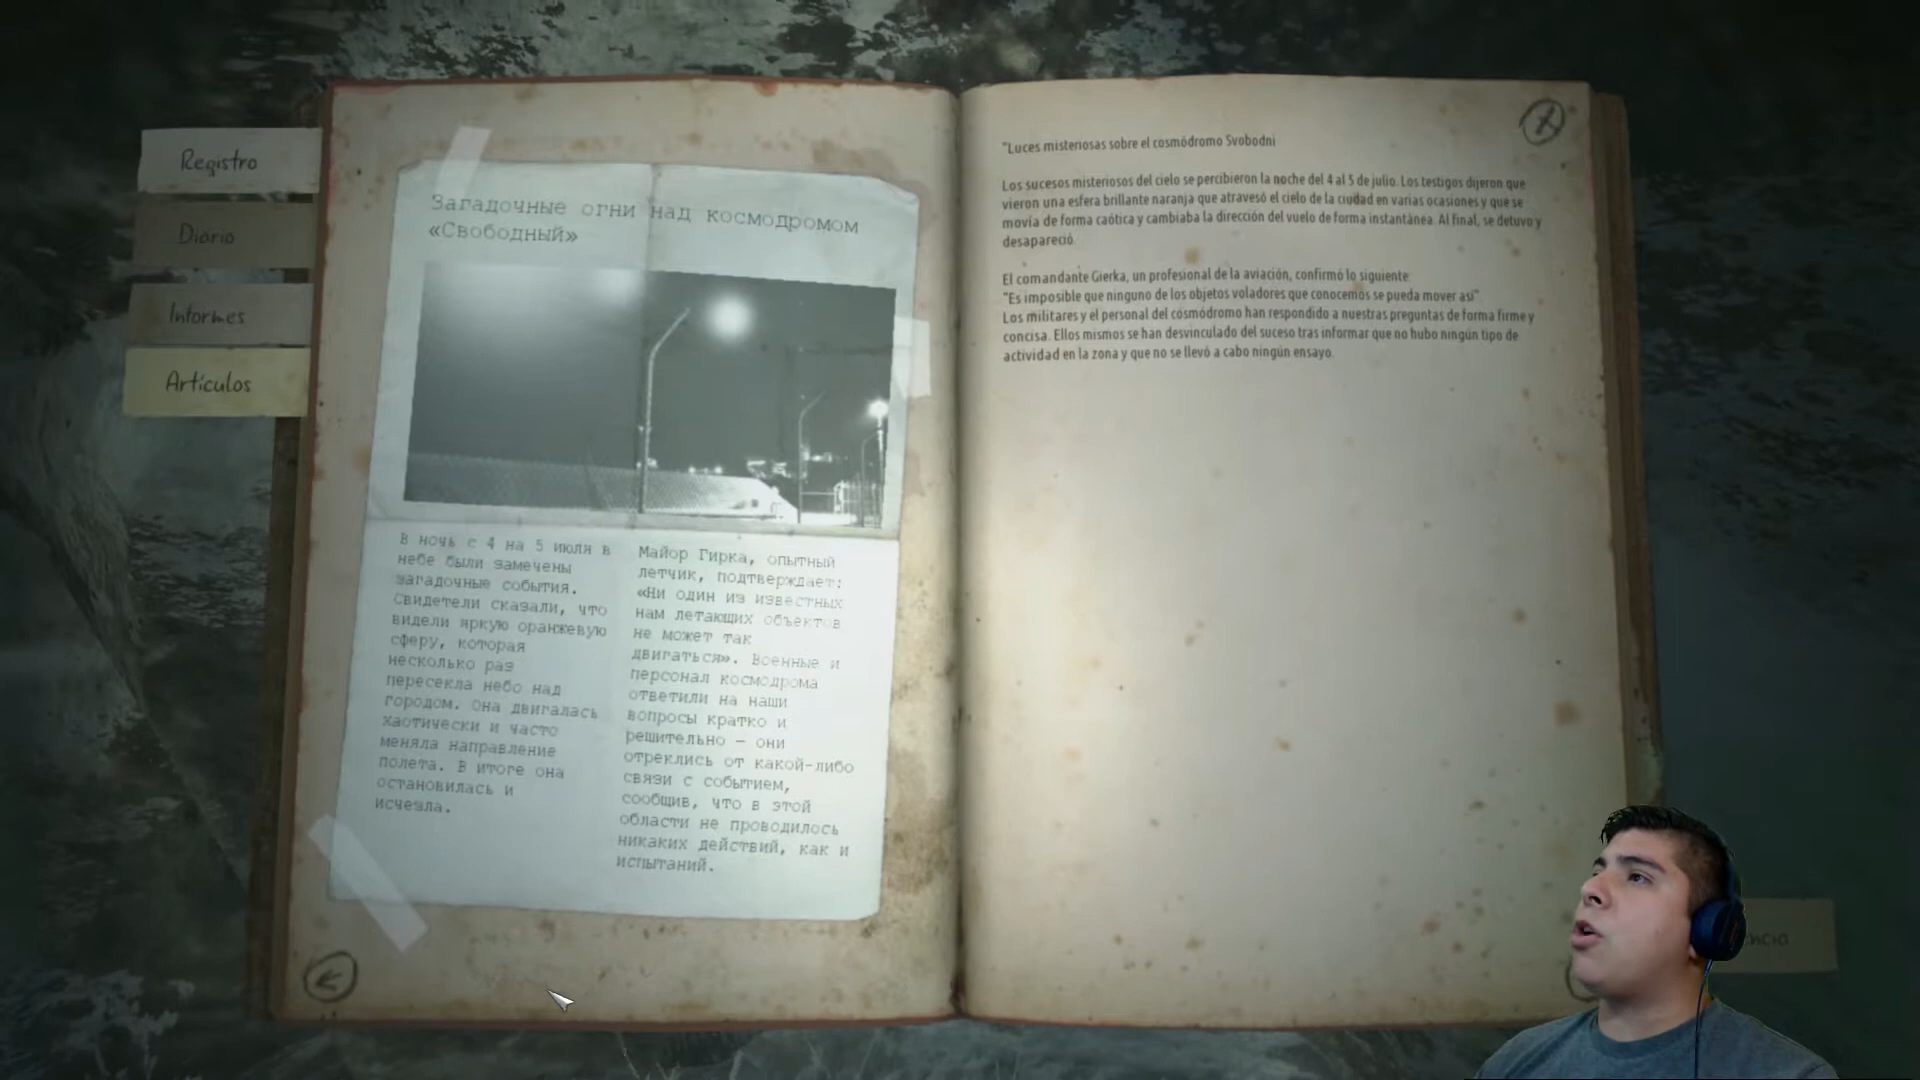 Registro
Diario
Informes
Artículos
Загадочные огни над космодромом
«Свободный»
В ночь с 4 на 5 июля в
небе были замечены
загадочные события.
Свидетели сказали, что
видели яркую оранжевую
сферу, которая
несколько раз
пересекла небо над
городом. Она двигалась
хаотически и часто
меняла направление
полета. В итоге она
остановилась и
исчезла.
Майор Гирка, опытный
летчик, подтверждает:
«Ни один из известных
нам летающих объектов
не может так
двигаться». Военные и
персонал космодрома
ответили на наши
вопросы кратко и
решительно – они
отреклись от какой-либо
связи с событием,
сообщив, что в этой
области не проводилось
никаких действий, как и
испытаний.
"Luces misteriosas sobre el cosmódromo Svobodni
Los sucesos misteriosos del cielo se percibieron la noche del 4 al 5 de julio. Los testigos dijeron que
vieron una esfera brillante naranja que atravesó el cielo de la ciudad en varias ocasiones y que se
movía de forma caótica y cambiaba la dirección del vuelo de forma instantánea. Al final, se detuvo y
desapareció.
El comandante Gierka, un profesional de la aviación, confirmó lo siguiente:
"Es imposible que ninguno de los objetos voladores que conocemos se pueda mover así".
Los militares y el personal del cosmódromo han respondido a nuestras preguntas de forma firme y
concisa. Ellos mismos se han desvinculado del suceso tras informar que no hubo ningún tipo de
actividad en la zona y que no se llevó a cabo ningún ensayo.